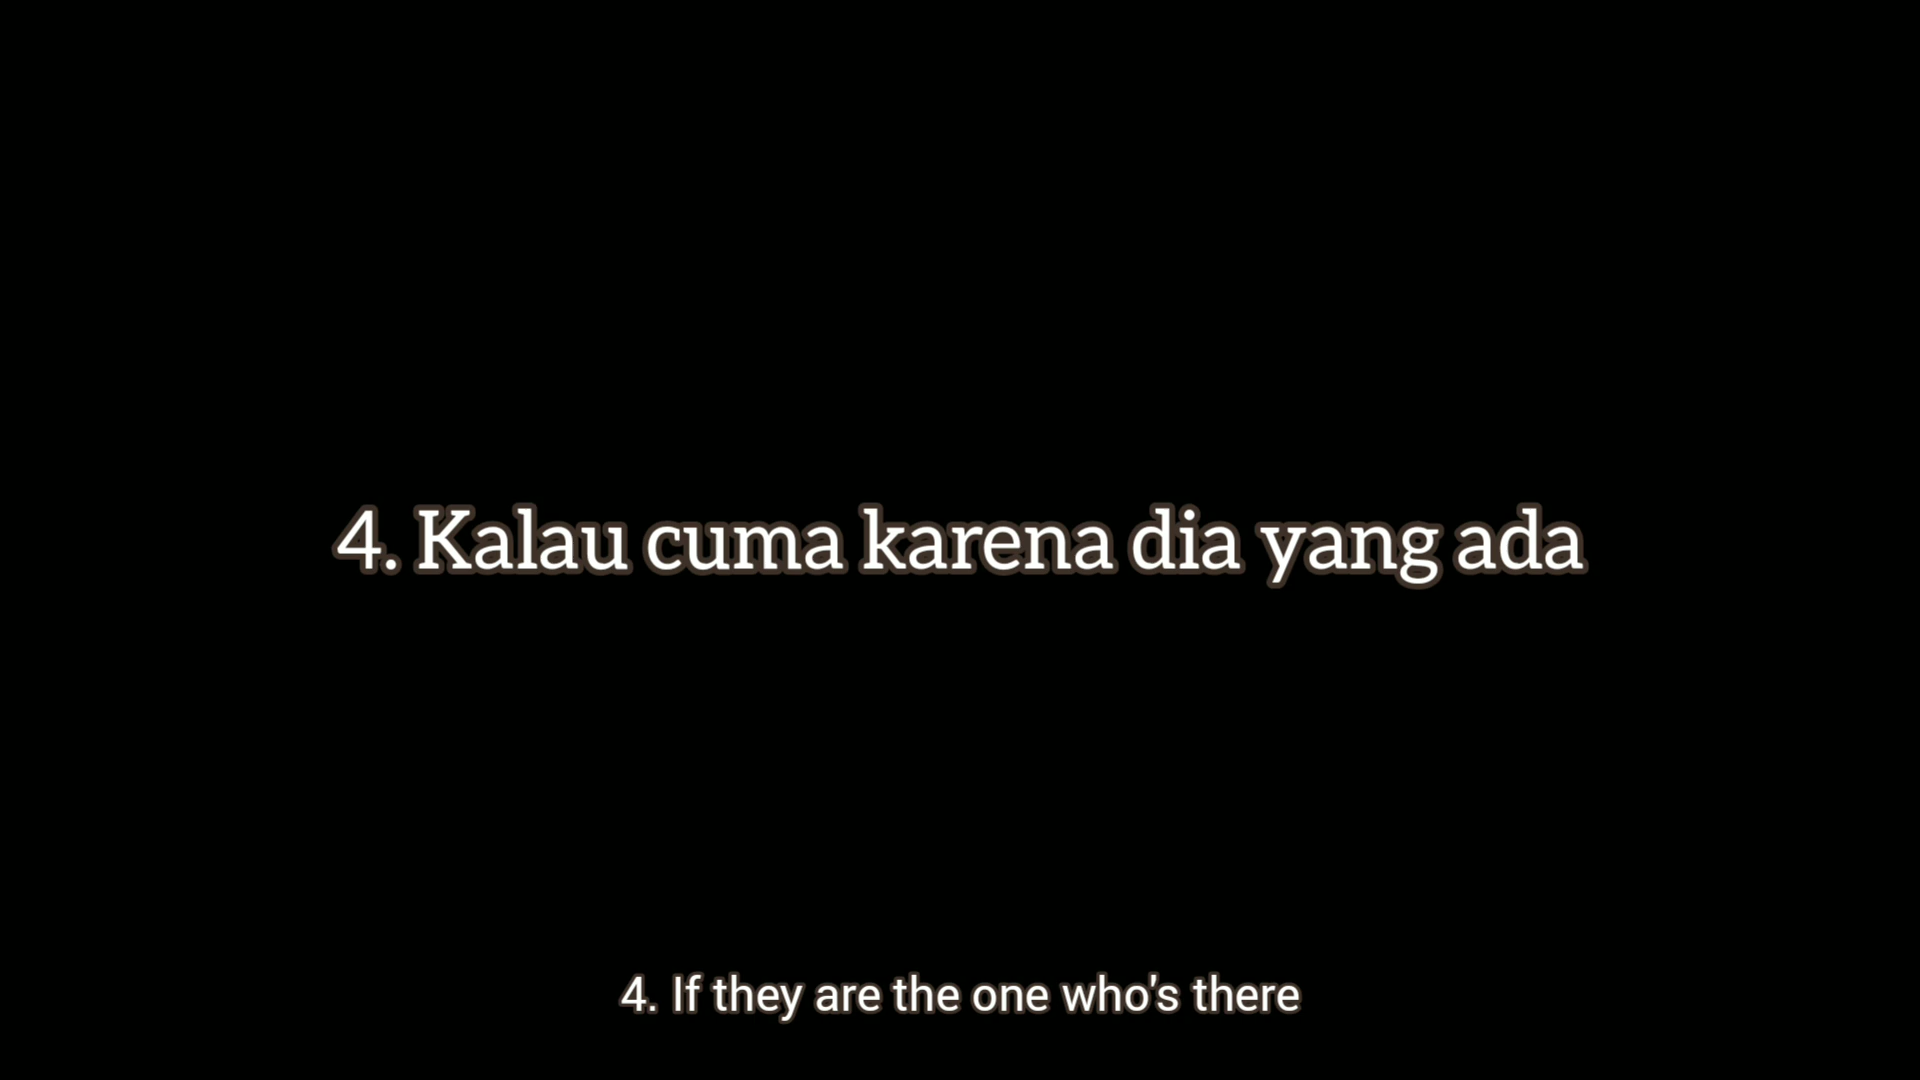 4. Kalau cuma karena dia yang ada
4. If they are the one who's there